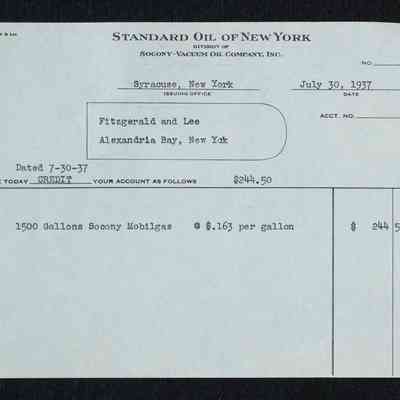 STANDARD OIL OF NEW YORK
DIVISION OF
SOCONY-VACUUM OIL COMPANY, INC.
NO.
Syracuse, New York July 30, 1937
ISSUING OFFICE DATE
Fitzgerald and Lee ACCT. NO.
Alexandria Bay, New Yok
Dated 7-30-37
TODAY CREDIT YOUR ACCOUNT AS FOLLOWS $244.50
1500 Gallons Socony Mobilgas @ $.163 per gallon $ 244 5